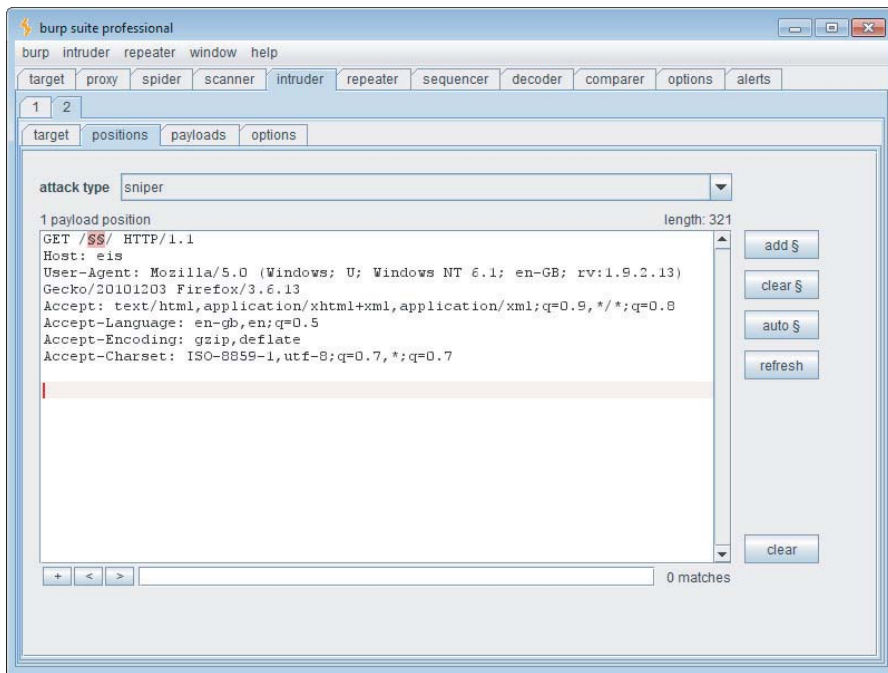 burp suite professional
burp intruder repeater window help
target proxy spider scanner intruder repeater sequencer decoder comparer options alerts
1 2
target positions payloads options
attack type sniper
1 payload position length: 321
GET /§§/ HTTP/1.1
Host: eis
User-Agent: Mozilla/5.0 (Windows; U; Windows NT 6.1; en-GB; rv:1.9.2.13)
Gecko/20101203 Firefox/3.6.13
Accept: text/html,application/xhtml+xml,application/xml;q=0.9,*/*;q=0.8
Accept-Language: en-gb,en;q=0.5
Accept-Encoding: gzip,deflate
Accept-Charset: ISO-8859-1,utf-8;q=0.7,*;q=0.7
add §
clear §
auto §
refresh
clear
+ < > 0 matches